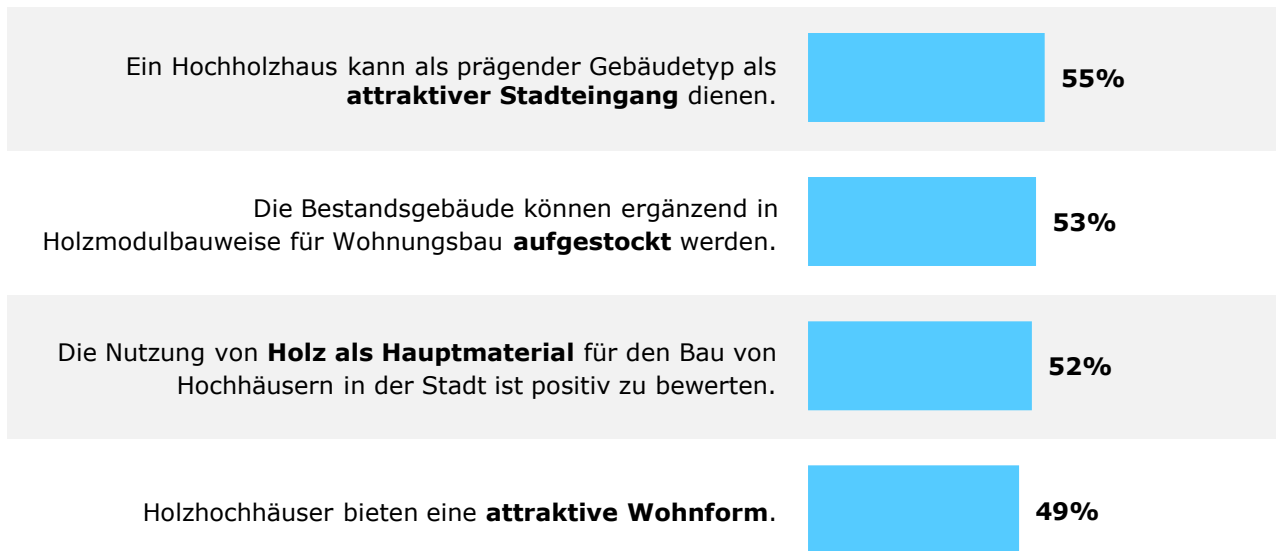 Ein Hochholzhaus kann als prägender Gebäudetyp als
attraktiver Stadteingang dienen.
55%
Die Bestandsgebäude können ergänzend in
Holzmodulbauweise für Wohnungsbau aufgestockt werden.
53%
Die Nutzung von Holz als Hauptmaterial für den Bau von
Hochhäusern in der Stadt ist positiv zu bewerten.
52%
Holzhochhäuser bieten eine attraktive Wohnform.
49%